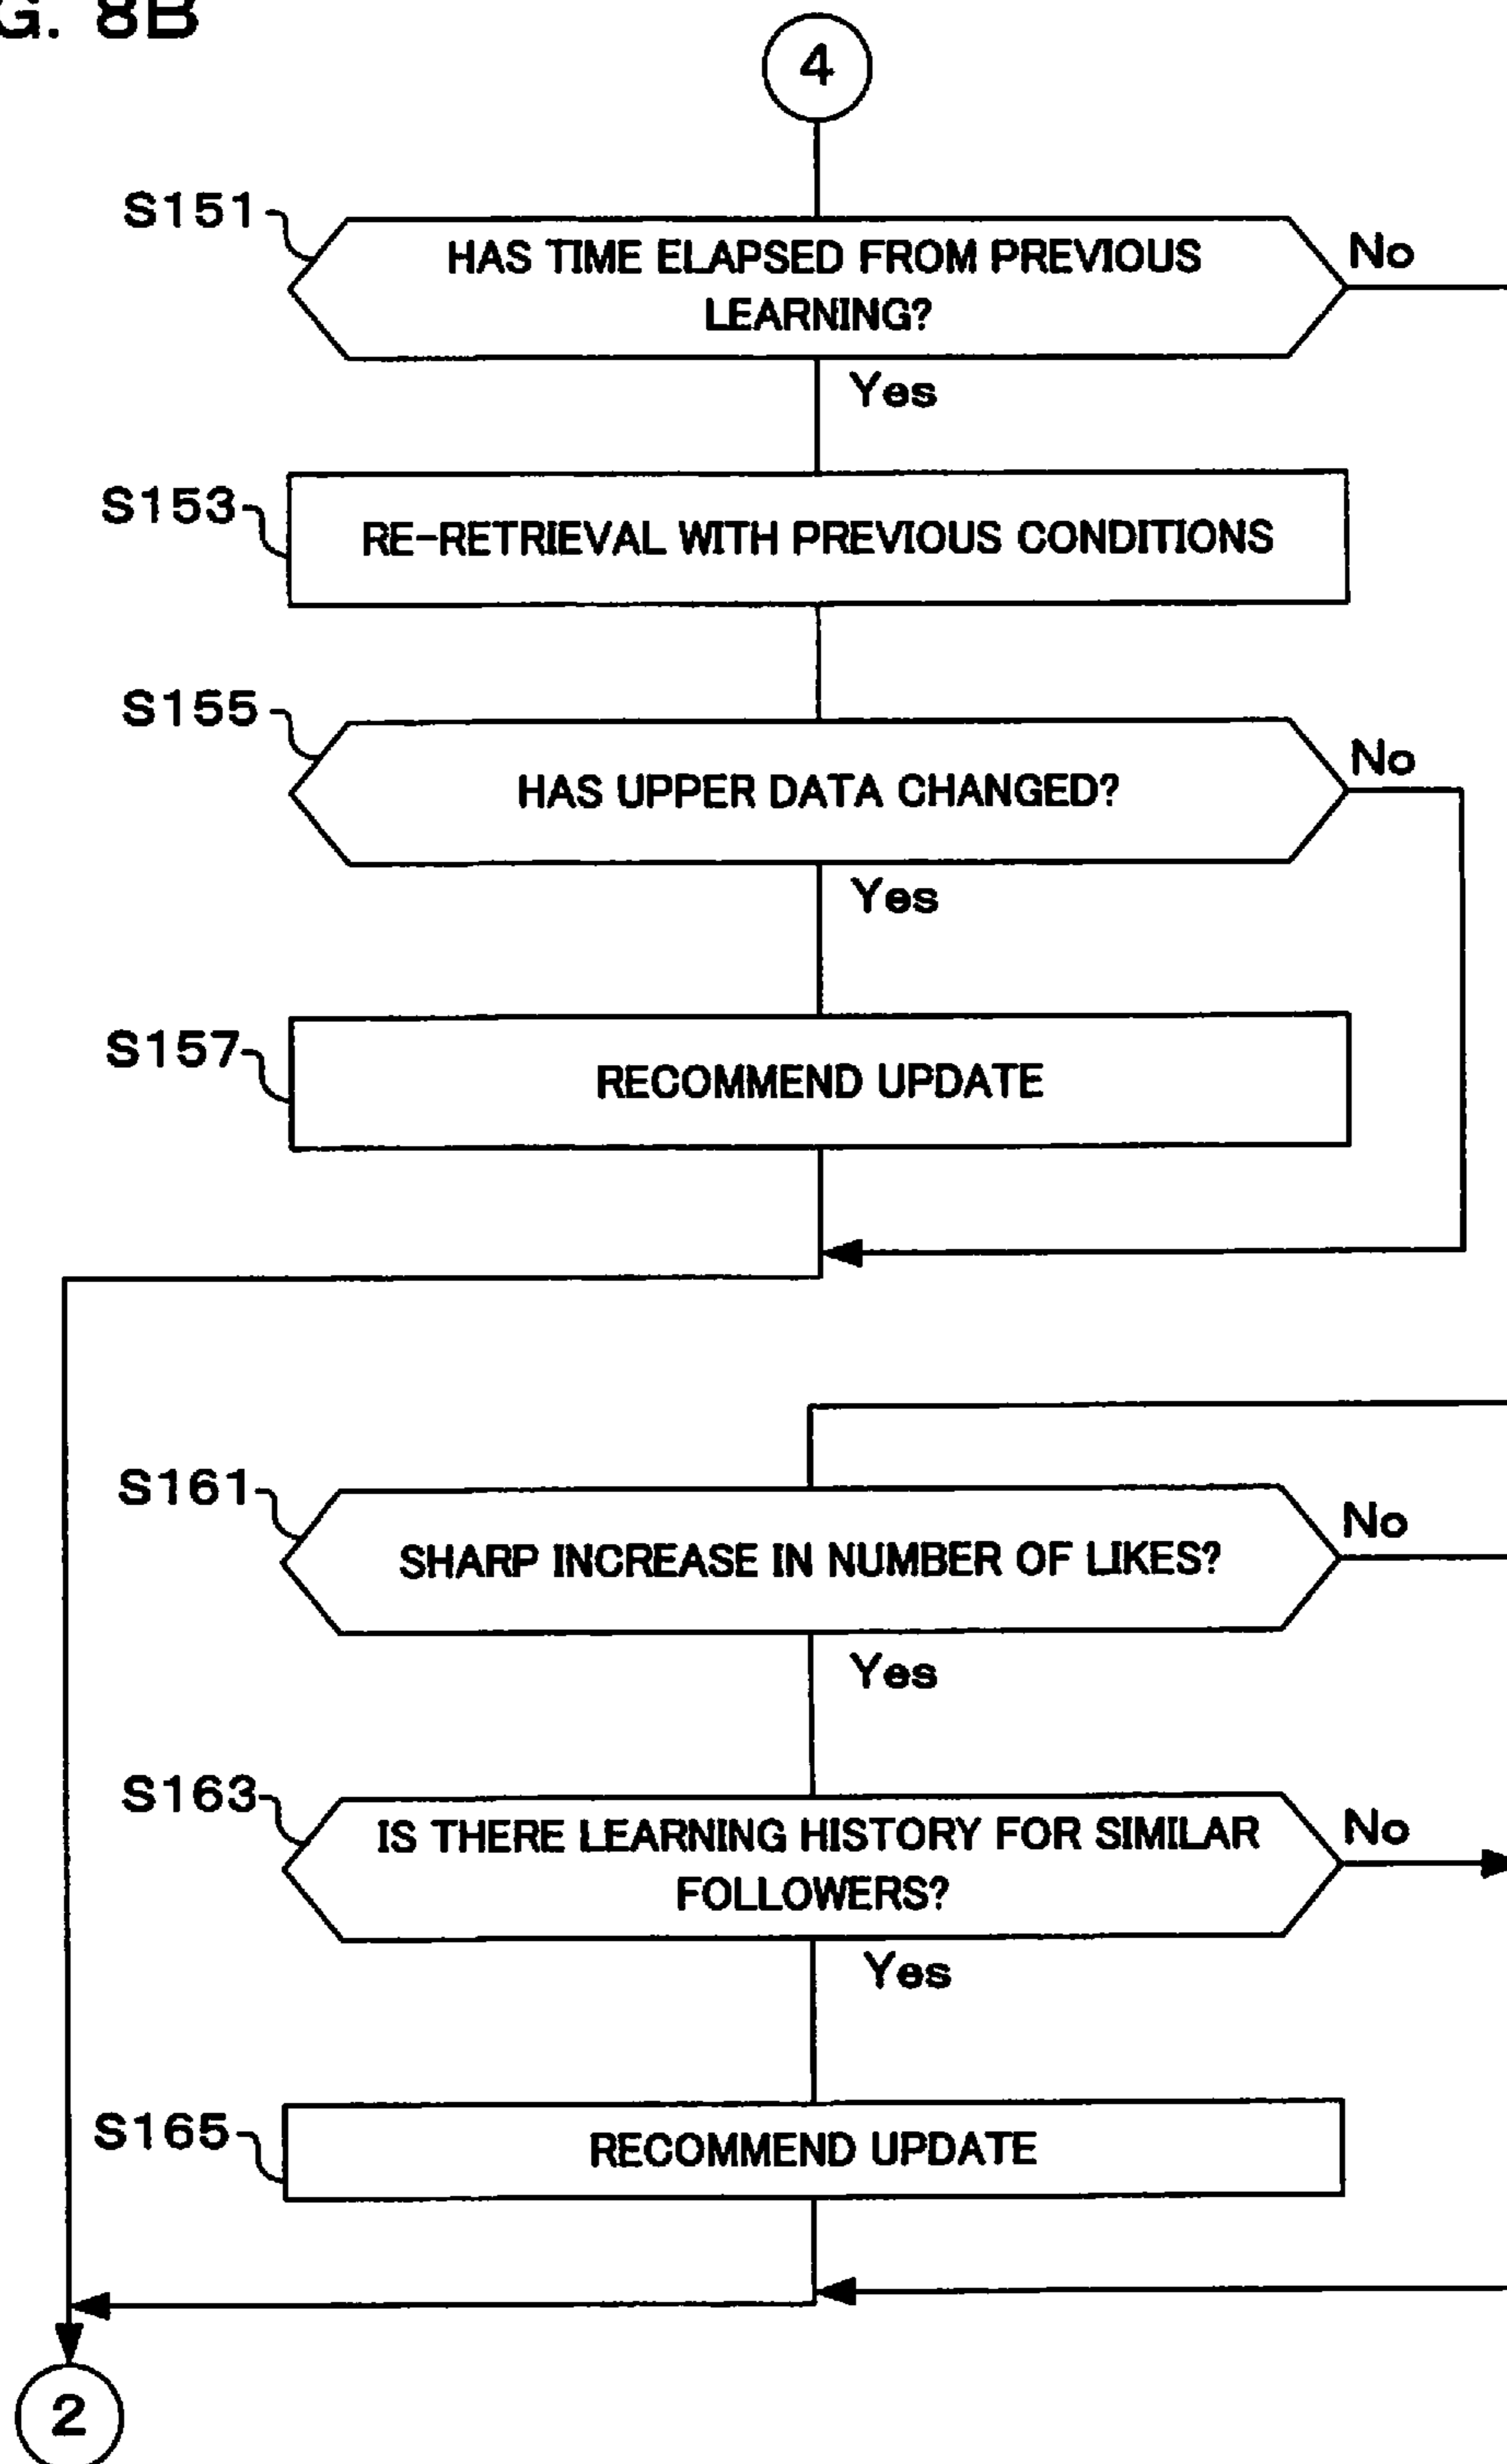 G. 8B
4
S151
HAS TIME ELAPSED FROM PREVIOUS
LEARNING?
No
Yes
S153
RE-RETRIEVAL WITH PREVIOUS CONDITIONS
S155
HAS UPPER DATA CHANGED?
No
Yes
S157
RECOMMEND UPDATE
S161
SHARP INCREASE IN NUMBER OF LIKES?
No
Yes
S163
IS THERE LEARNING HISTORY FOR SIMILAR
FOLLOWERS?
No
Yes
S165
RECOMMEND UPDATE
2